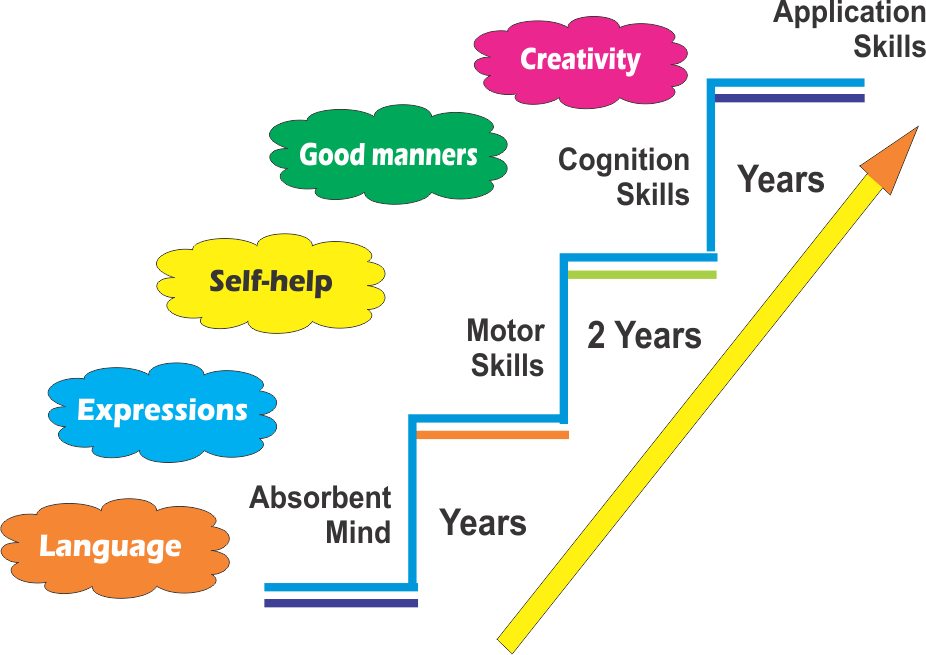 Application
Skills
Creativity
Good manners
Cognition
Skills
Years
Self-help
Motor
Skills
2 Years
Expressions
Absorbent
Mind
Years
Language